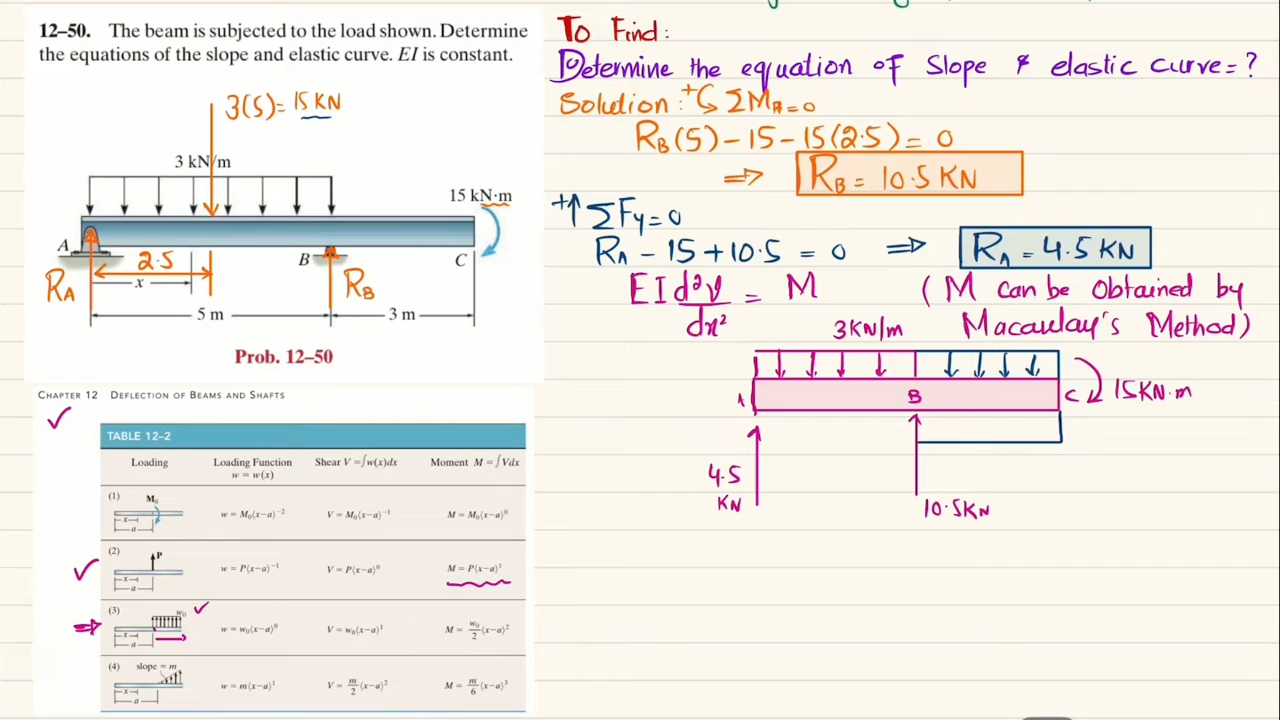 12–50. The beam is subjected to the load shown. Determine
the equations of the slope and elastic curve. EI is constant.
3(5) = 15 KN
3 kN/m
15 kN·m
A
2.5
B
C
RA
x
RB
5 m
3 m
Prob. 12–50
CHAPTER 12 DEFLECTION OF BEAMS AND SHAFTS
TABLE 12–2
Loading
Loading Function
w = w(x)
Shear V = ∫w(x)dx
Moment M = ∫Vdx
(1) M₀
x
a
w = M₀⟨x–a⟩⁻²
V = M₀⟨x–a⟩⁻¹
M = M₀⟨x–a⟩⁰
(2) P
x
a
w = P⟨x–a⟩⁻¹
V = P⟨x–a⟩⁰
M = P⟨x–a⟩¹
(3) w₀
x
a
w = w₀⟨x–a⟩⁰
V = w₀⟨x–a⟩¹
M = w₀/2⟨x–a⟩²
(4) slope = m
x
a
w = m⟨x–a⟩¹
V = m/2⟨x–a⟩²
M = m/6⟨x–a⟩³
To Find:
Determine the equation of Slope & elastic curve=?
Solution: + ΣMA=0
RB(5) – 15 – 15(2.5) = 0
⇒ RB = 10.5 KN
+↑ ΣFy=0
RA – 15 + 10.5 = 0 ⇒ RA = 4.5 KN
EI d²v/dx² = M (M can be obtained by
Macaulay's Method)
3KN/m
A
B
C
15KN.m
4.5
KN
10.5KN